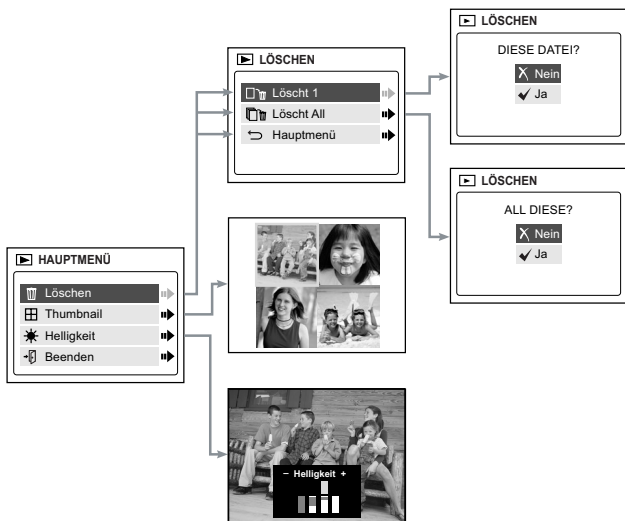 HAUPTMENÜ
Löschen
Thumbnail
Helligkeit
Beenden
LÖSCHEN
Löscht 1
Löscht All
Hauptmenü
LÖSCHEN
DIESE DATEI?
Nein
Ja
LÖSCHEN
ALL DIESE?
Nein
Ja
– Helligkeit +